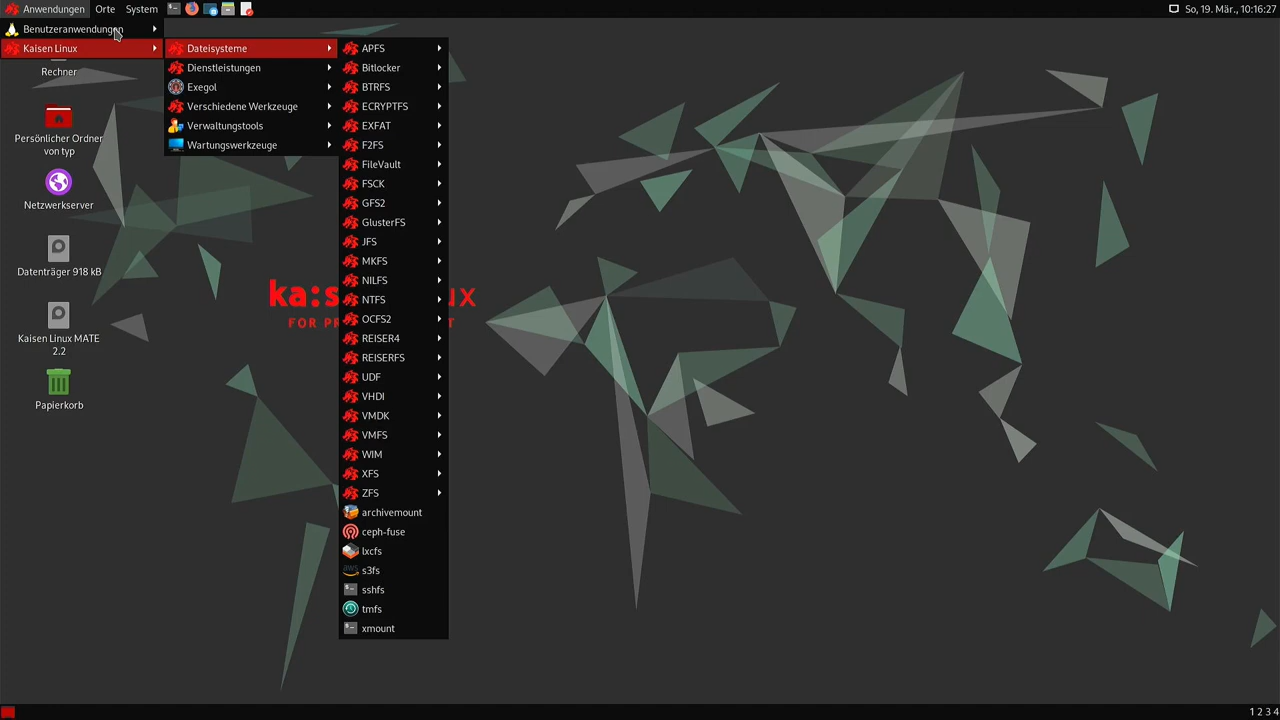 Anwendungen Orte System So, 19. Mär., 10:16:27
Benutzeranwendungen
Kaisen Linux
Dateisysteme
Dienstleistungen
Exegol
Verschiedene Werkzeuge
Verwaltungstools
Wartungswerkzeuge
APFS
Bitlocker
BTRFS
ECRYPTFS
EXFAT
F2FS
FileVault
FSCK
GFS2
GlusterFS
JFS
MKFS
NILFS
NTFS
OCFS2
REISER4
REISERFS
UDF
VHDI
VMDK
VMFS
WIM
XFS
ZFS
archivemount
ceph-fuse
lxcfs
s3fs
sshfs
tmfs
xmount
Rechner
Persönlicher Ordner
von typ
Netzwerkserver
Datenträger 918 kB
Kaisen Linux MATE
2.2
Papierkorb
1 2 3 4